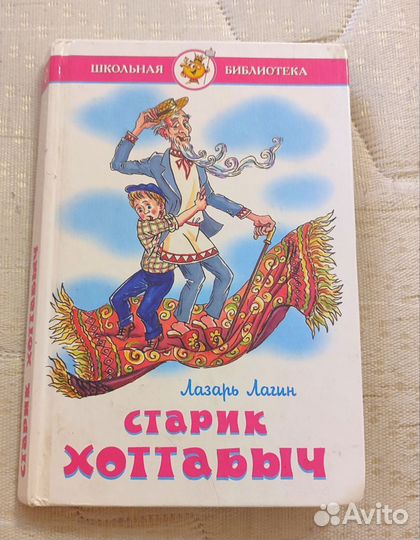 ШКОЛЬНАЯ БИБЛИОТЕКА
Лазарь Лагин
СТАРИК
ХОТТАБЫЧ
СТАРИК ХОТТАБЫЧ
Avito